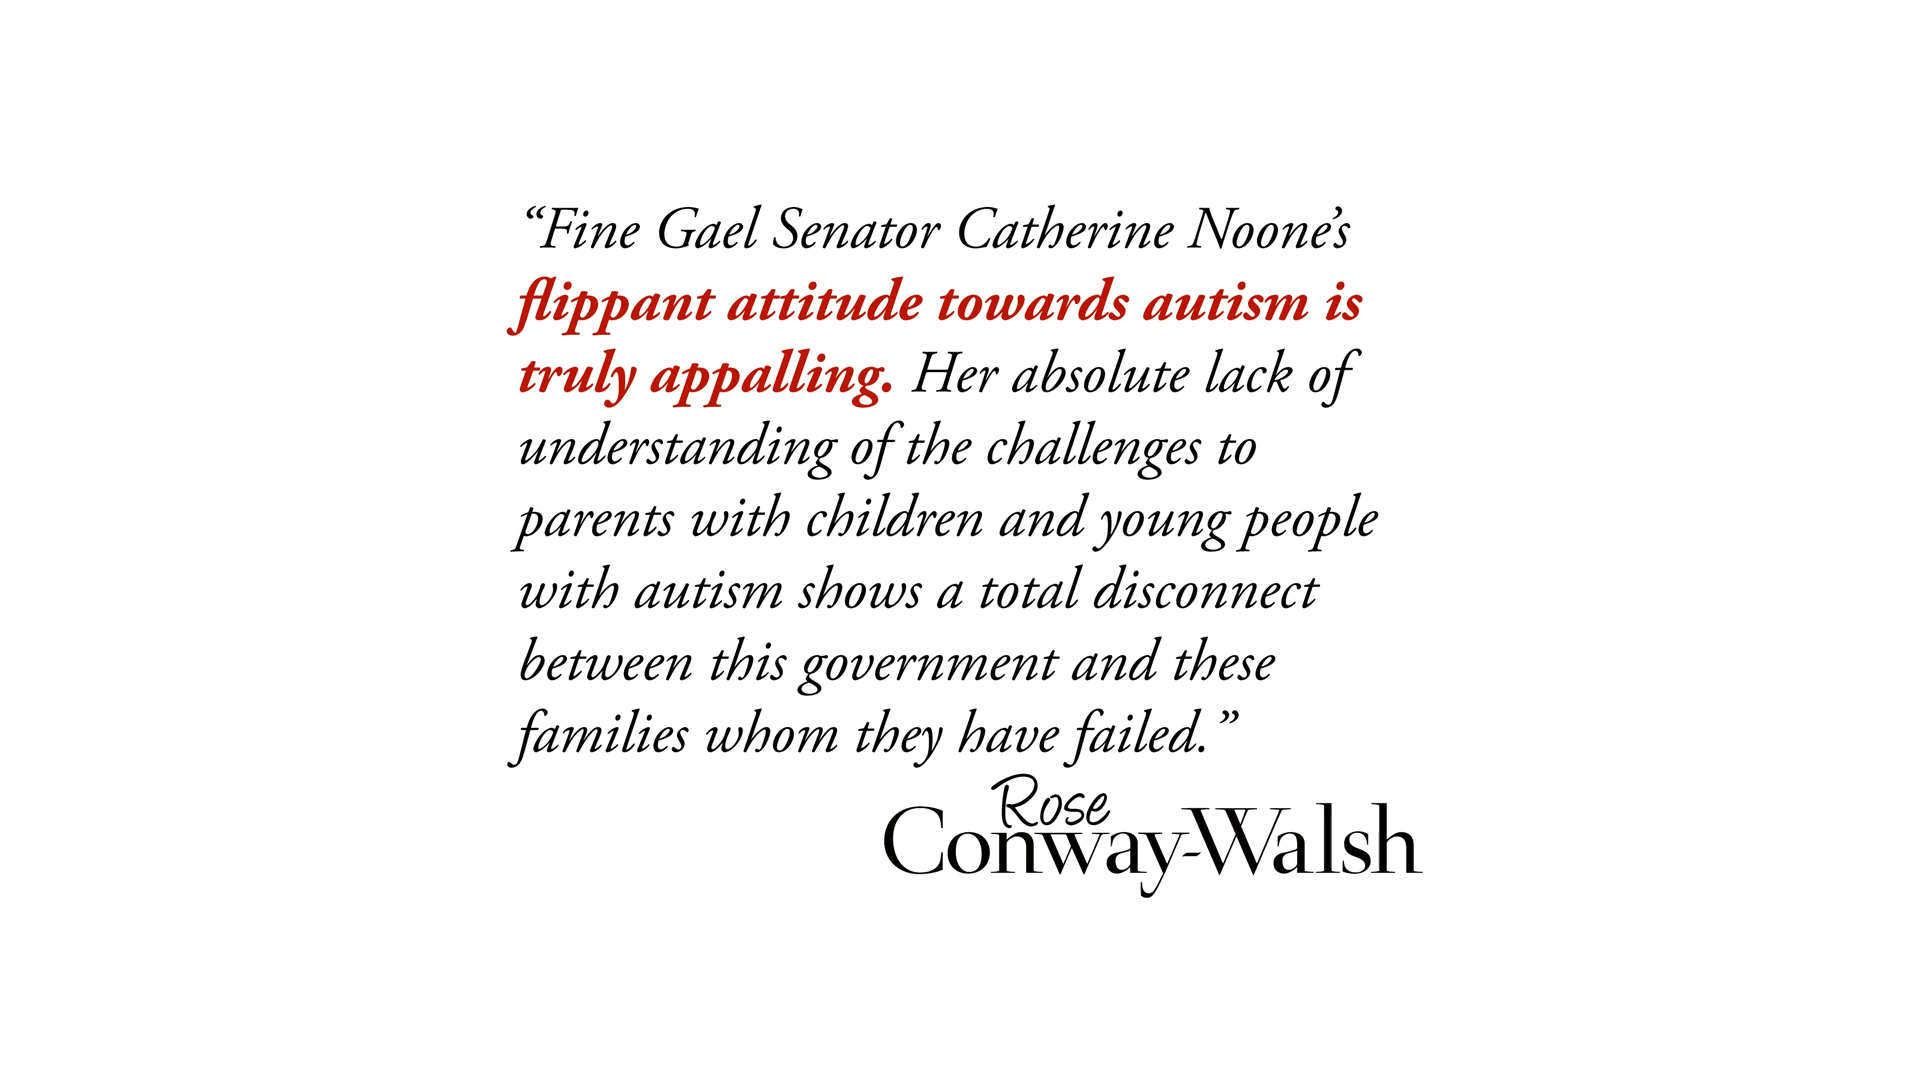 “Fine Gael Senator Catherine Noone’s
flippant attitude towards autism is
truly appalling. Her absolute lack of
understanding of the challenges to
parents with children and young people
with autism shows a total disconnect
between this government and these
families whom they have failed.”
Rose
Conway-Walsh